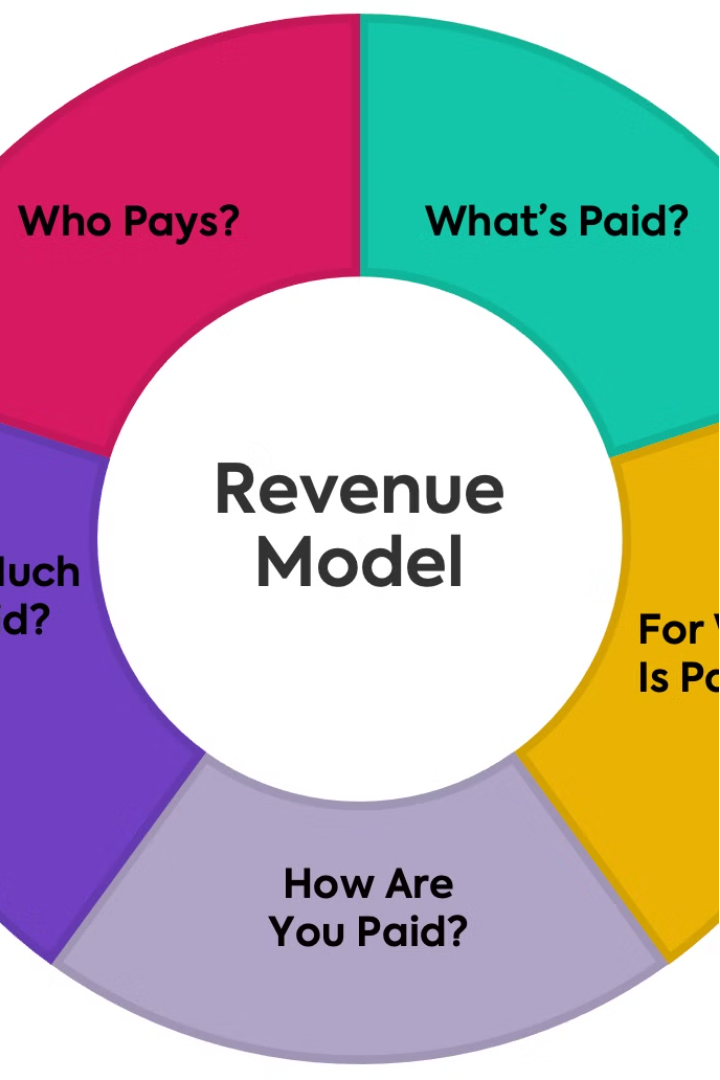 Who Pays?
What’s Paid?
Revenue
Model
For
Is
How Are
You Paid?